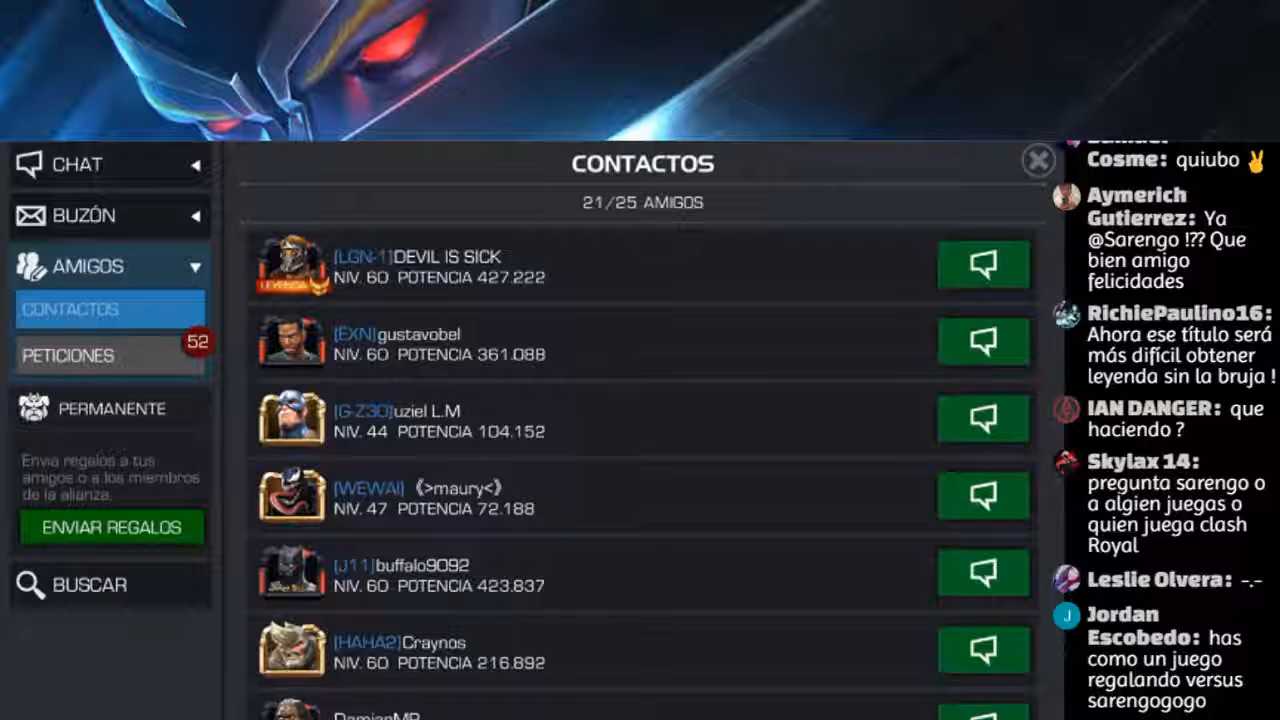 CHAT
BUZÓN
AMIGOS
CONTACTOS
PETICIONES
52
PERMANENTE
Envia regalos a tus
amigos o a los miembros
de la alianza.
ENVIAR REGALOS
BUSCAR
CONTACTOS
21/25 AMIGOS
[LGN-1]DEVIL IS SICK
NIV. 60 POTENCIA 427.222
LEYENDA
[EXN]gustavobel
NIV. 60 POTENCIA 361.088
[G-Z30]uziel L.M
NIV. 44 POTENCIA 104.152
[WEWAI] 《>maury<》
NIV. 47 POTENCIA 72.188
[J11]buffalo9092
NIV. 60 POTENCIA 423.837
[HAHA2]Craynos
NIV. 60 POTENCIA 216.892
Cosme: quiubo ✌
Aymerich
Gutierrez: Ya
@Sarengo !?? Que
bien amigo
felicidades
RichiePaulino16:
Ahora ese título será
más difícil obtener
leyenda sin la bruja !
IAN DANGER: que
haciendo ?
Skylax 14:
pregunta sarengo o
a algien juegas o
quien juega clash
Royal
Leslie Olvera: -.-
J
Jordan
Escobedo: has
como un juego
regalando versus
sarengogogo